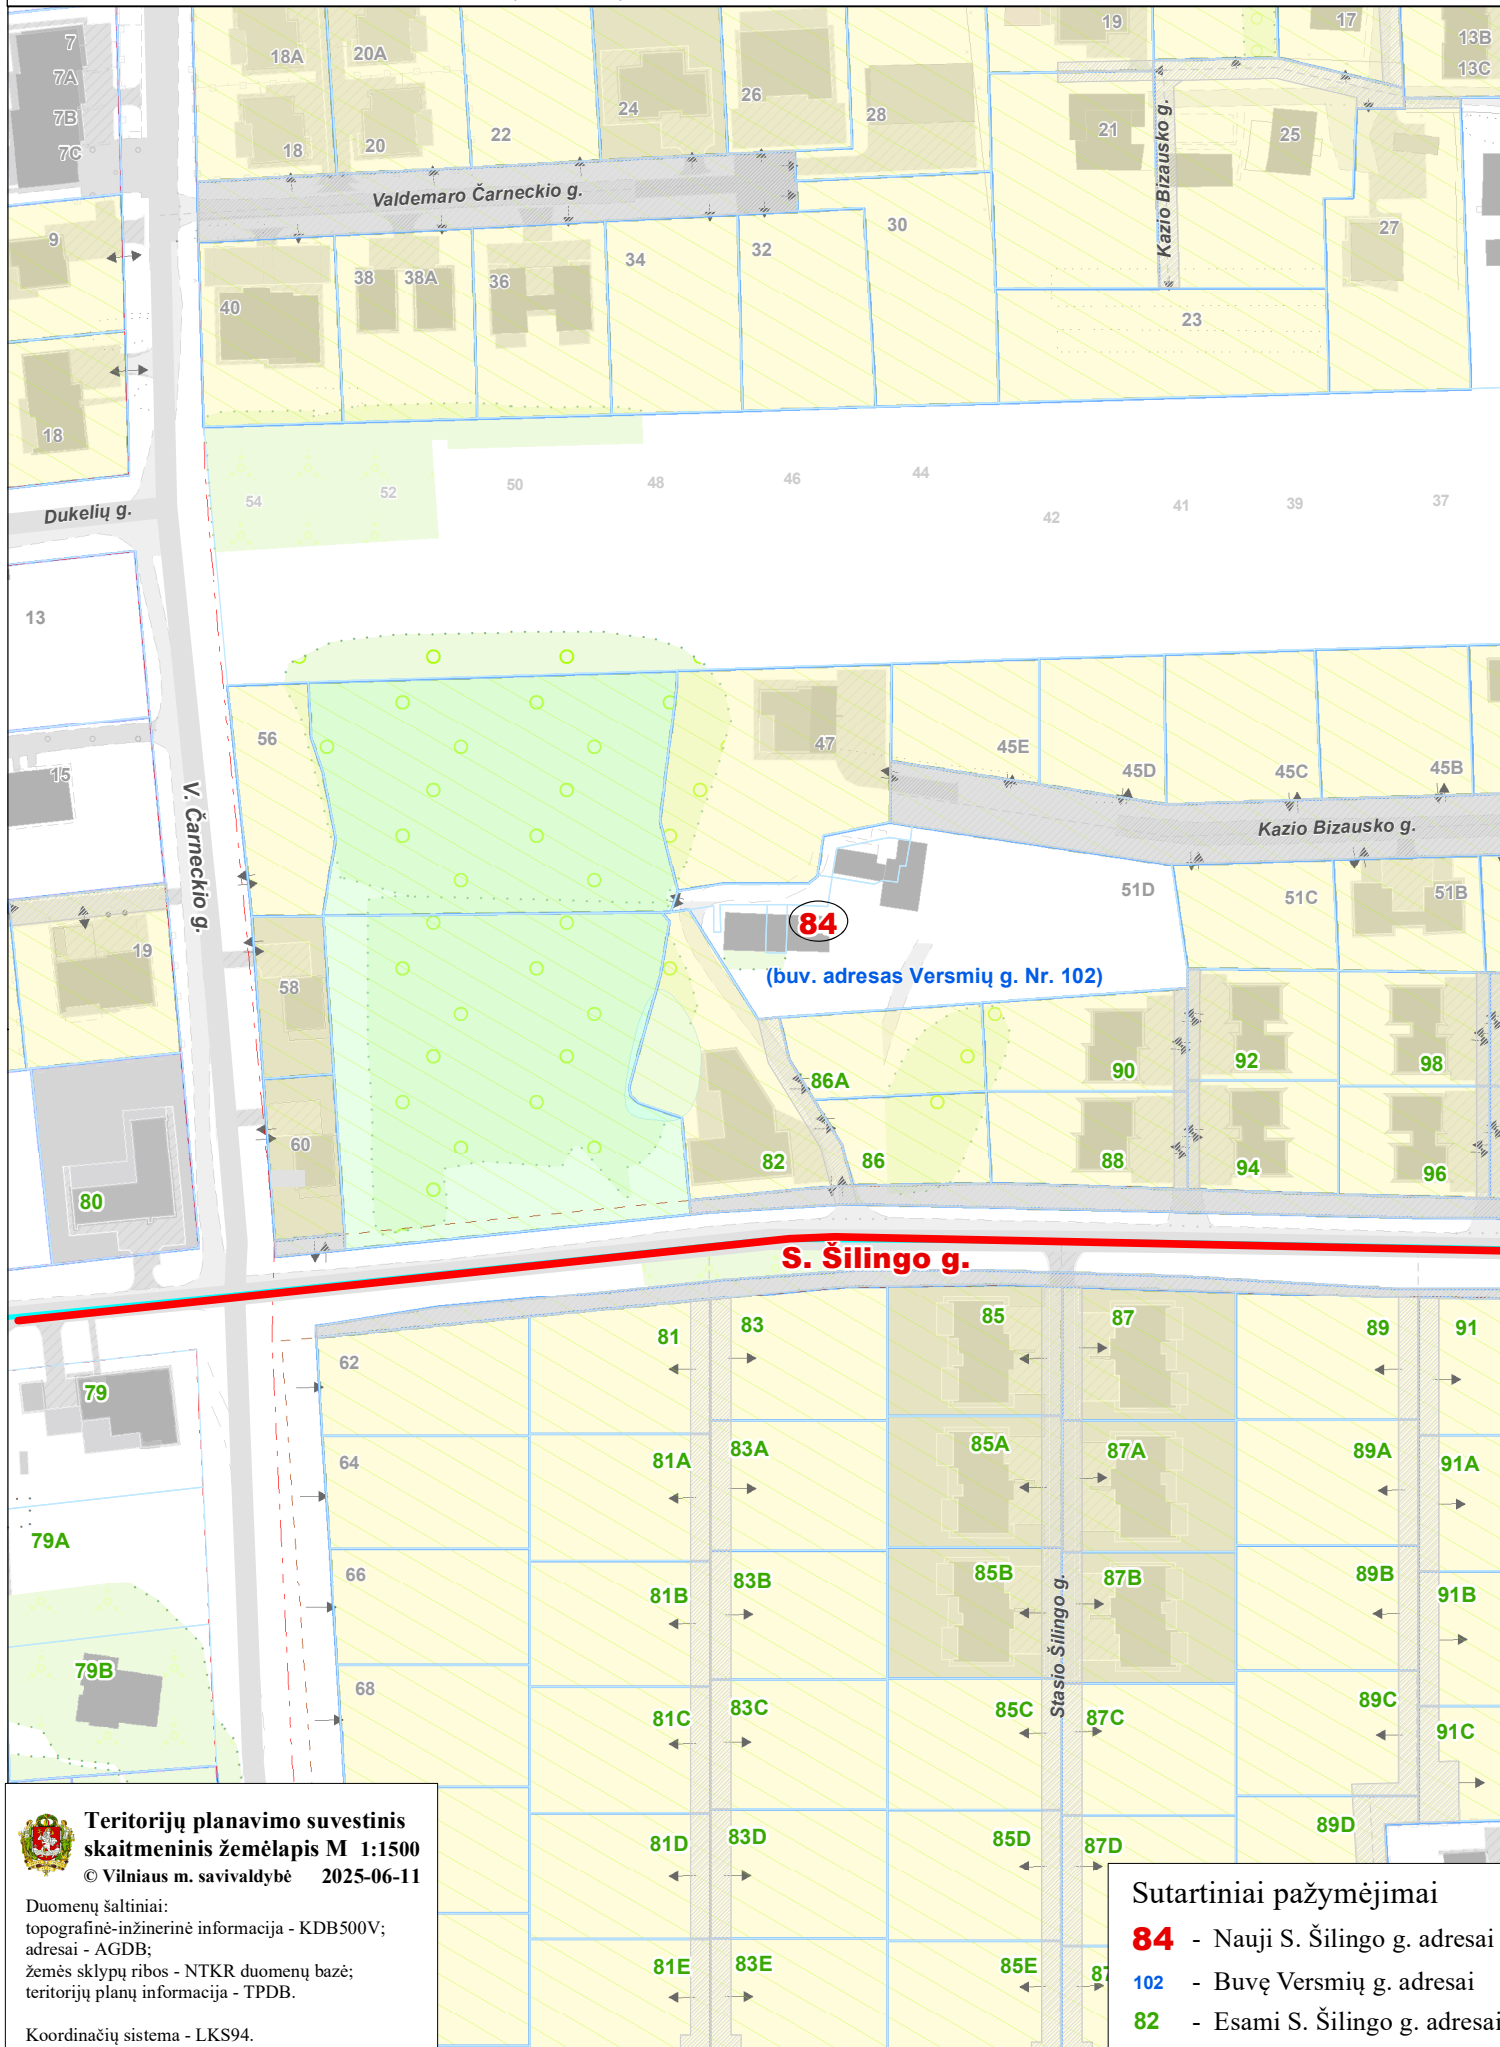 19
17
13B
13C
7
7A
7B
7C
18A
20A
24
26
28
18
20
22
21
25
Kazio Bizausko g.
Valdemaro Čarneckio g.
9
40
38
38A
36
34
32
30
27
23
18
54
52
50
48
46
44
42
41
39
37
Dukelių g.
13
15
56
47
45E
45D
45C
45B
V. Čarneckio g.
Kazio Bizausko g.
51D
51C
51B
19
84
(buv. adresas Versmių g. Nr. 102)
58
60
86A
90
92
98
82
86
88
94
96
80
S. Šilingo g.
79
79A
79B
62
64
66
68
81
83
85
87
89
91
81A
83A
85A
87A
89A
91A
81B
83B
85B
87B
89B
91B
Stasio Šilingo g.
81C
83C
85C
87C
89C
91C
81D
83D
85D
87D
89D
81E
83E
85E
87
Teritorijų planavimo suvestinis
skaitmeninis žemėlapis M 1:1500
© Vilniaus m. savivaldybė 2025-06-11
Duomenų šaltiniai:
topografinė-inžinerinė informacija - KDB500V;
adresai - AGDB;
žemės sklypų ribos - NTKR duomenų bazė;
teritorijų planų informacija - TPDB.
Koordinačių sistema - LKS94.
Sutartiniai pažymėjimai
84 - Nauji S. Šilingo g. adresai
102 - Buvę Versmių g. adresai
82 - Esami S. Šilingo g. adresai